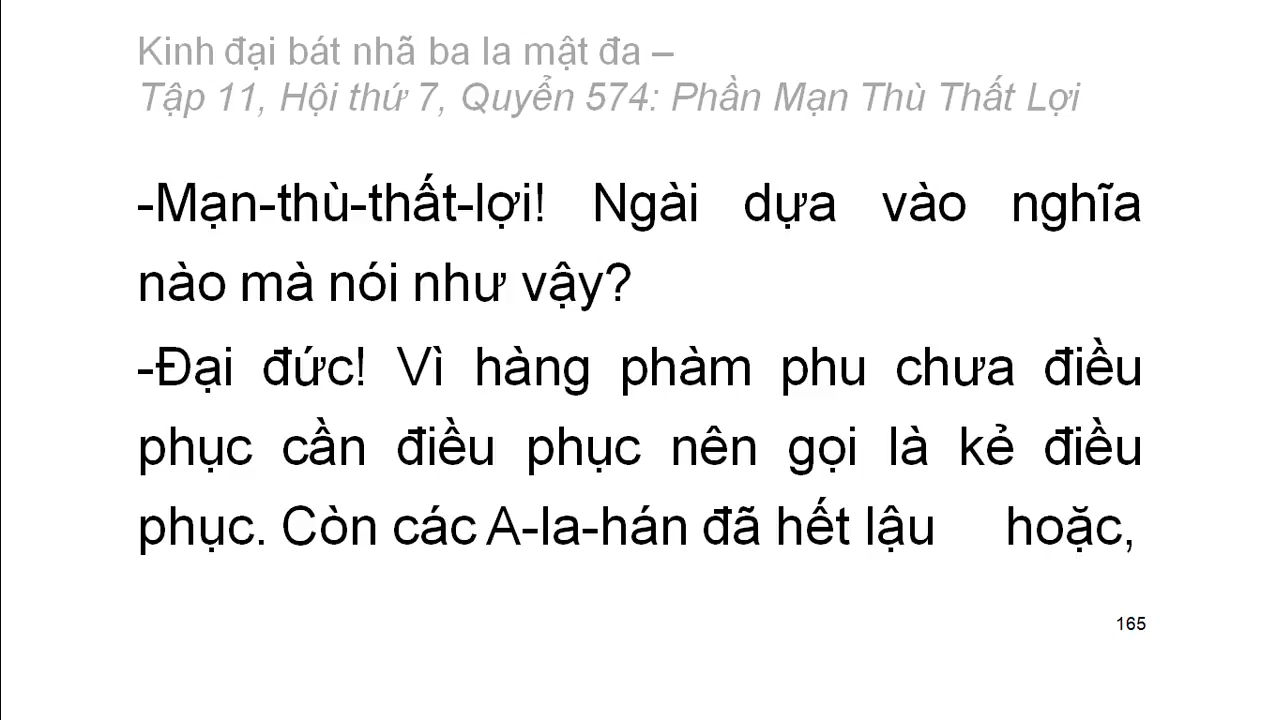 Kinh đại bát nhã ba la mật đa –
Tập 11, Hội thứ 7, Quyển 574: Phần Mạn Thù Thất Lợi
-Mạn-thù-thất-lợi! Ngài dựa vào nghĩa
nào mà nói như vậy?
-Đại đức! Vì hàng phàm phu chưa điều
phục cần điều phục nên gọi là kẻ điều
phục. Còn các A-la-hán đã hết lậu hoặc,
165